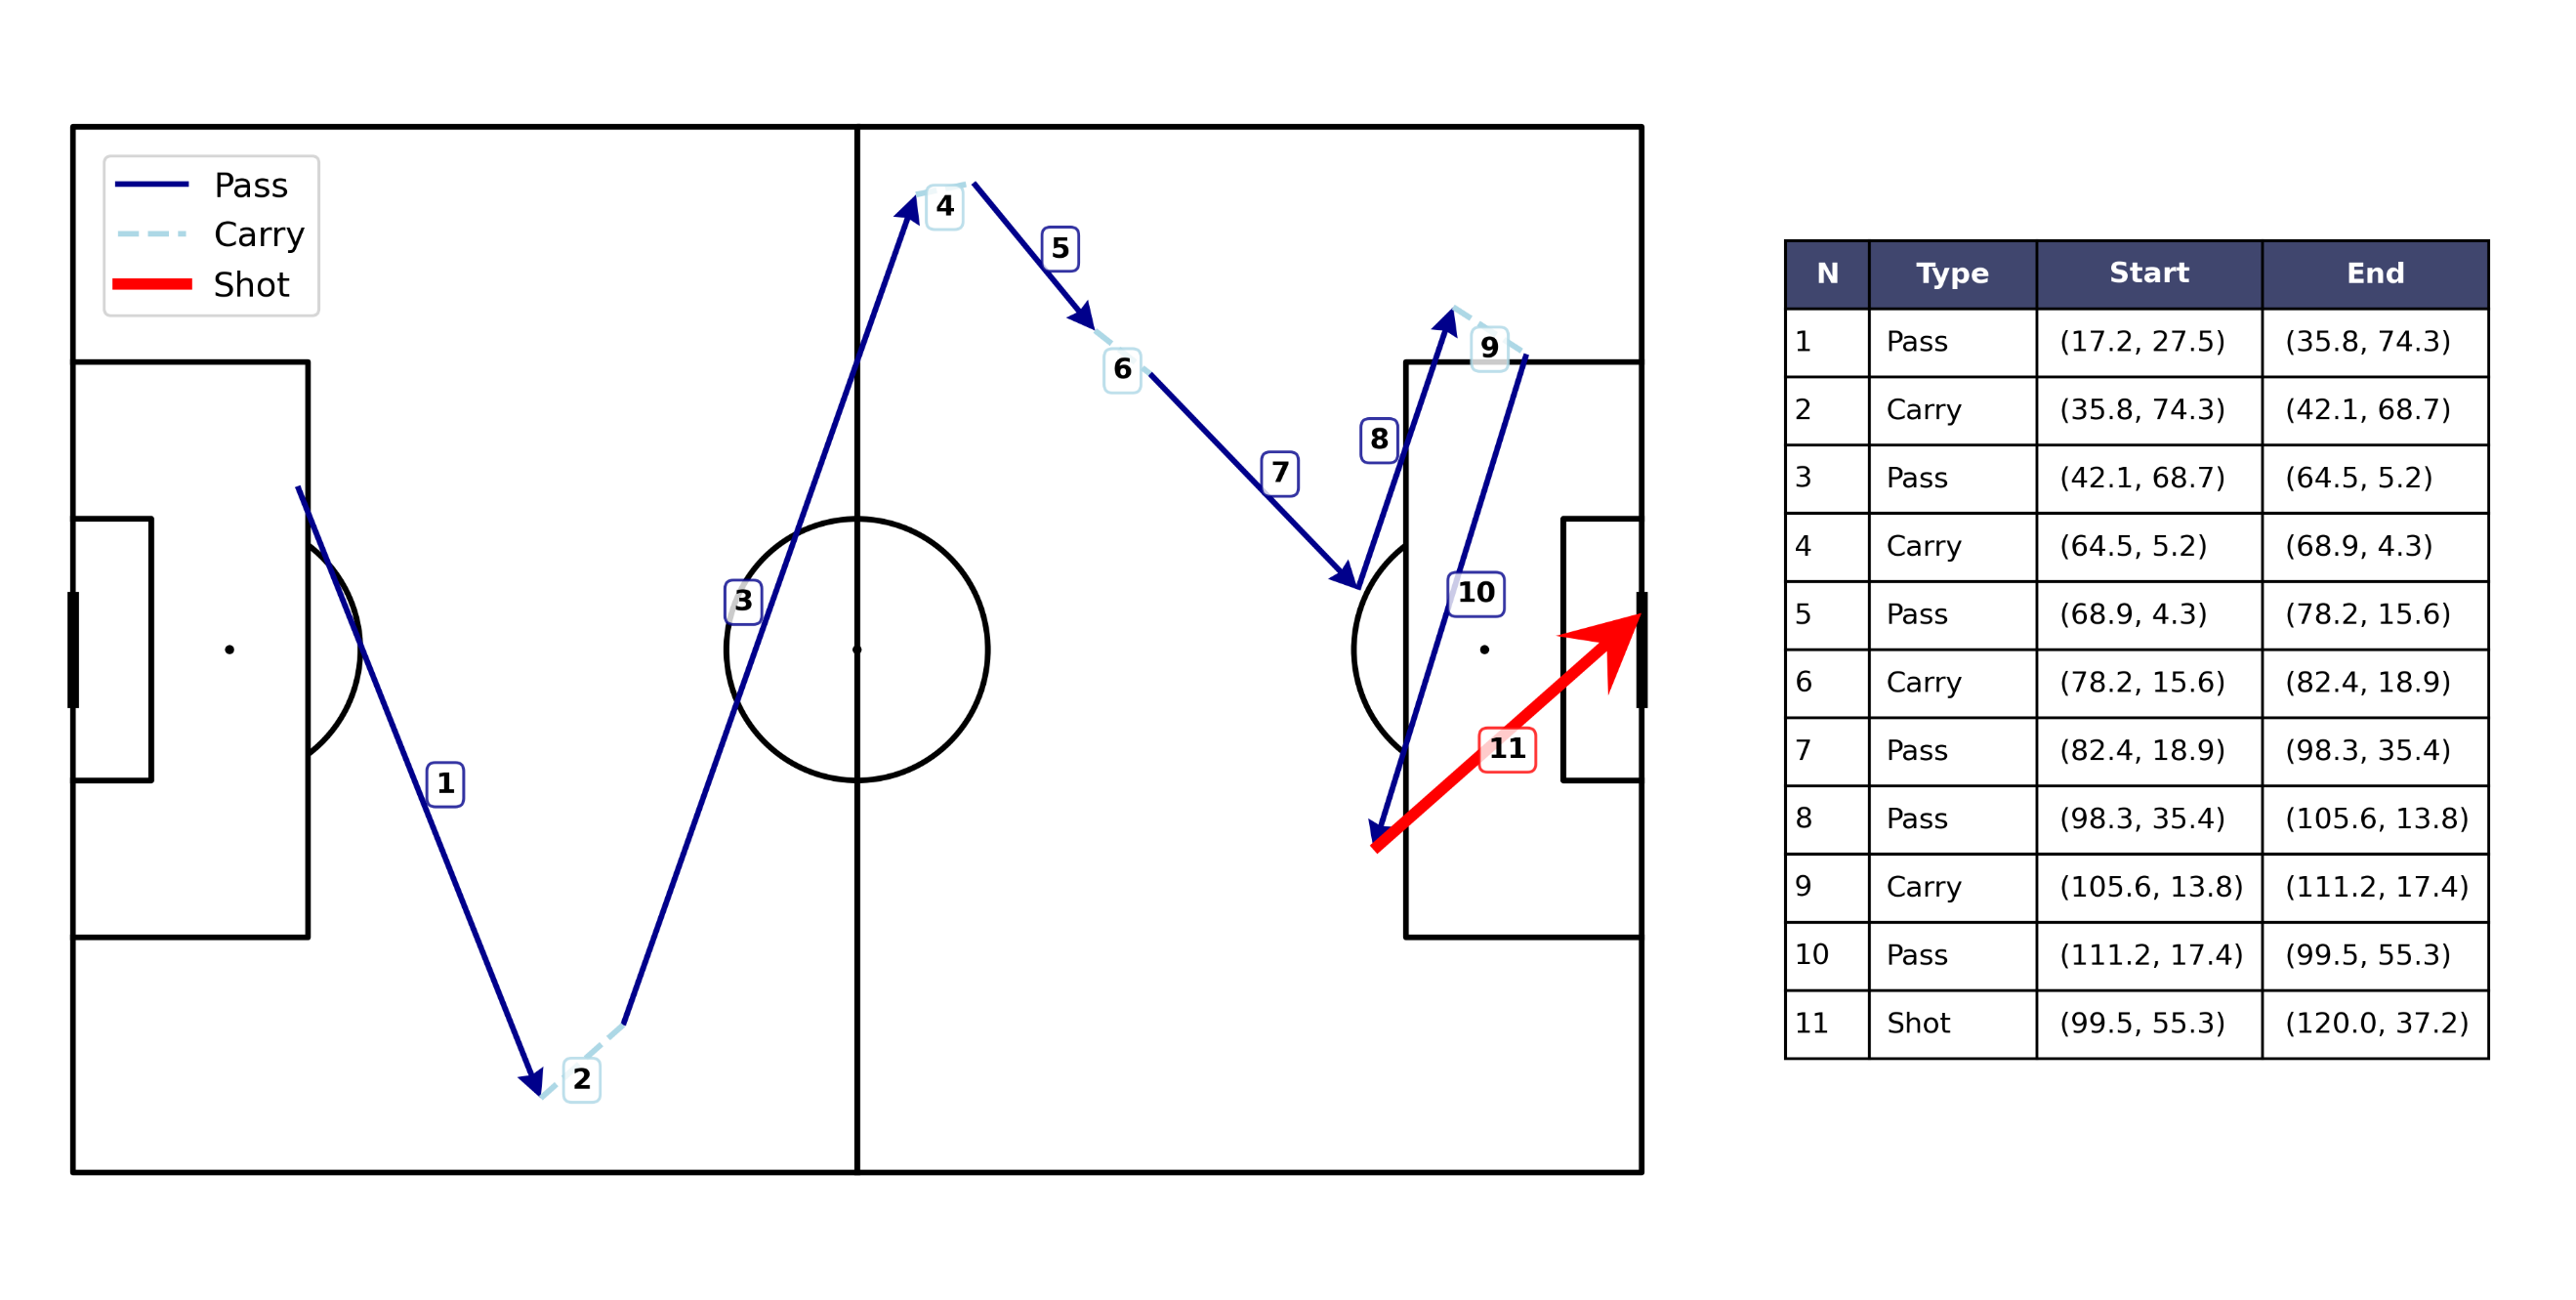 Pass
Carry
Shot
4
5
6
9
8
7
3
10
11
1
2
N Type Start End
1 Pass (17.2, 27.5) (35.8, 74.3)
2 Carry (35.8, 74.3) (42.1, 68.7)
3 Pass (42.1, 68.7) (64.5, 5.2)
4 Carry (64.5, 5.2) (68.9, 4.3)
5 Pass (68.9, 4.3) (78.2, 15.6)
6 Carry (78.2, 15.6) (82.4, 18.9)
7 Pass (82.4, 18.9) (98.3, 35.4)
8 Pass (98.3, 35.4) (105.6, 13.8)
9 Carry (105.6, 13.8) (111.2, 17.4)
10 Pass (111.2, 17.4) (99.5, 55.3)
11 Shot (99.5, 55.3) (120.0, 37.2)